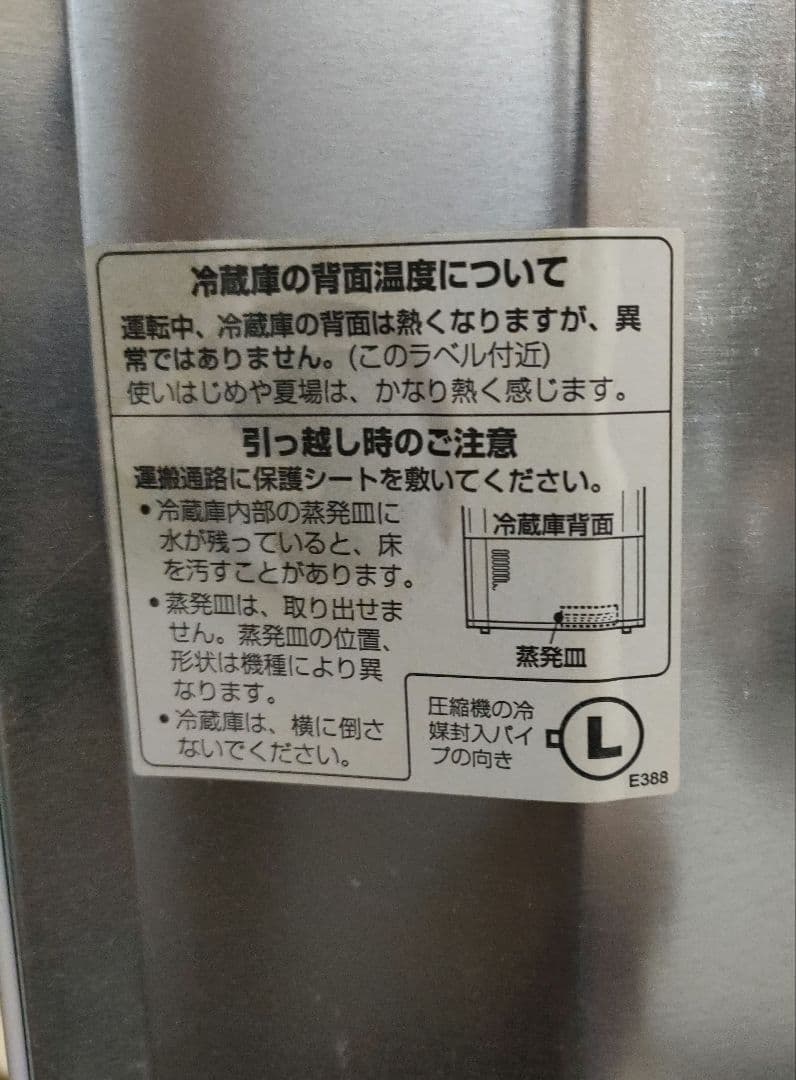 冷蔵庫の背面温度について
運転中、冷蔵庫の背面は熱くなりますが、異
常ではありません。(このラベル付近)
使いはじめや夏場は、かなり熱く感じます。
引っ越し時のご注意
運搬通路に保護シートを敷いてください。
•冷蔵庫内部の蒸発皿に
水が残っていると、床
を汚すことがあります。
•蒸発皿は、取り出せま
せん。蒸発皿の位置、
形状は機種により異
なります。
•冷蔵庫は、横に倒さ
ないでください。
冷蔵庫背面
蒸発皿
圧縮機の冷
媒封入パイ
プの向き
L
E388